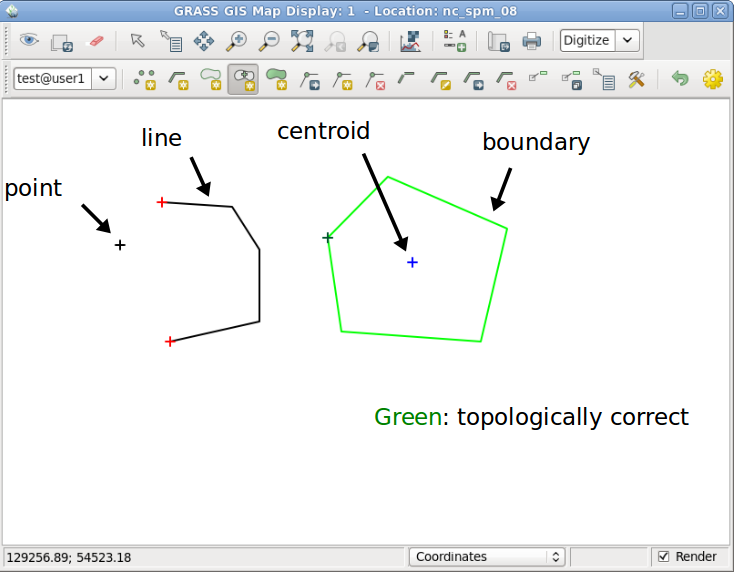 GRASS GIS Map Display: 1 - Location: nc_spm_08
Digitize
test@user1
line
centroid
boundary
point
Green: topologically correct
129256.89; 54523.18
Coordinates
Render